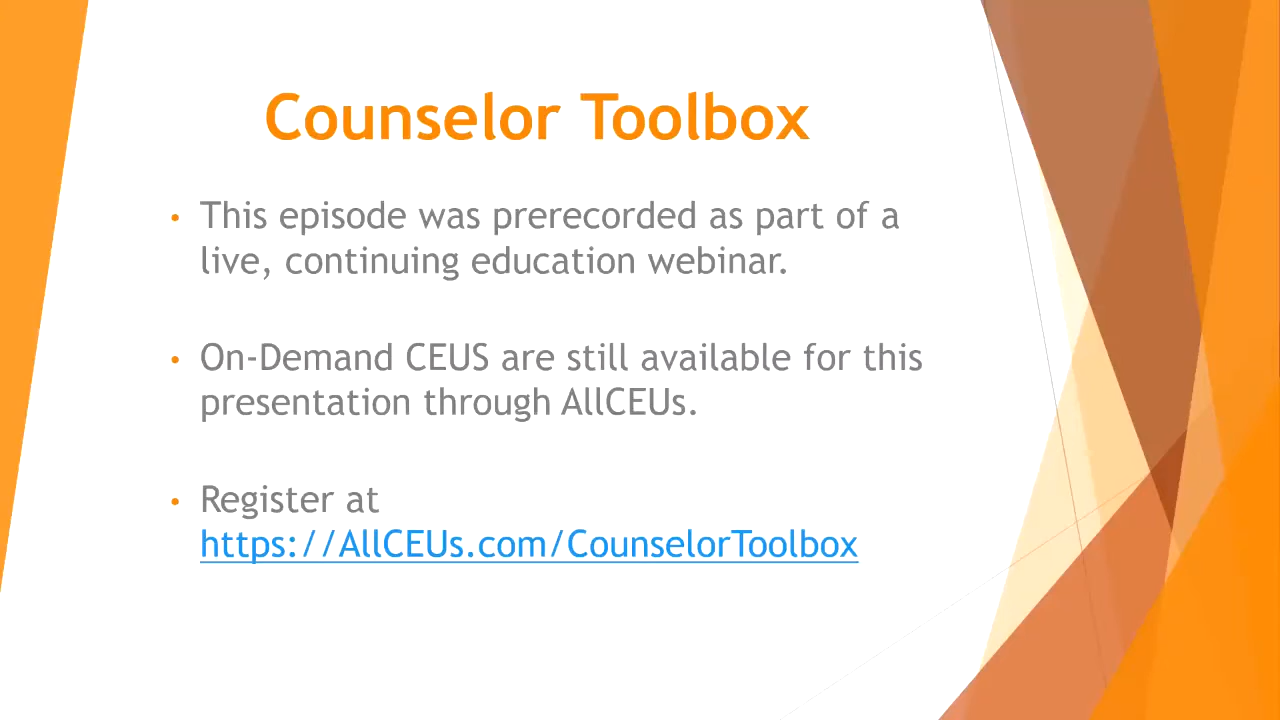 Counselor Toolbox
• This episode was prerecorded as part of a
live, continuing education webinar.
• On-Demand CEUS are still available for this
presentation through AllCEUs.
• Register at
https://AllCEUs.com/CounselorToolbox